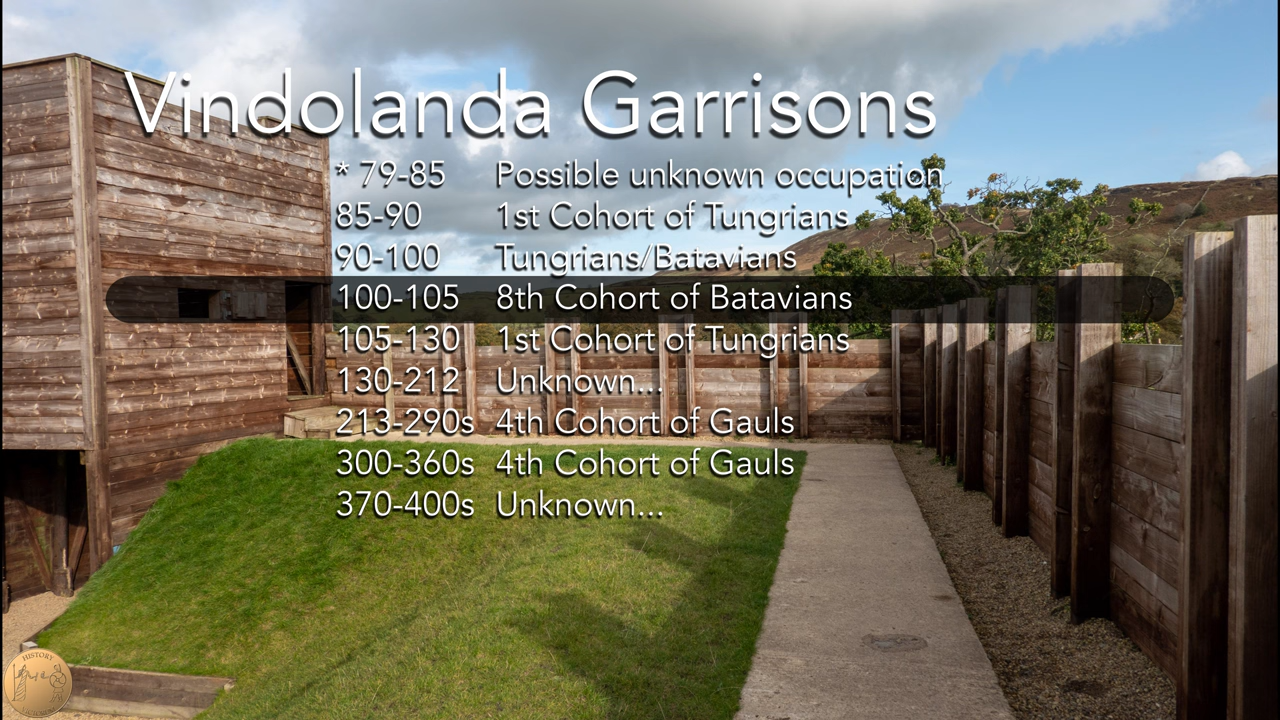 Vindolanda Garrisons
* 79-85 Possible unknown occupation
85-90 1st Cohort of Tungrians
90-100 Tungrians/Batavians
100-105 8th Cohort of Batavians
105-130 1st Cohort of Tungrians
130-212 Unknown...
213-290s 4th Cohort of Gauls
300-360s 4th Cohort of Gauls
370-400s Unknown...
HISTORY